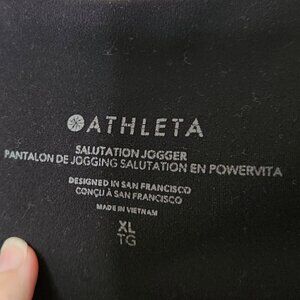 ATHLETA
SALUTATION JOGGER
PANTALON DE JOGGING SALUTATION EN POWERVITA
DESIGNED IN SAN FRANCISCO
CONÇU À SAN FRANCISCO
MADE IN VIETNAM
XL
TG